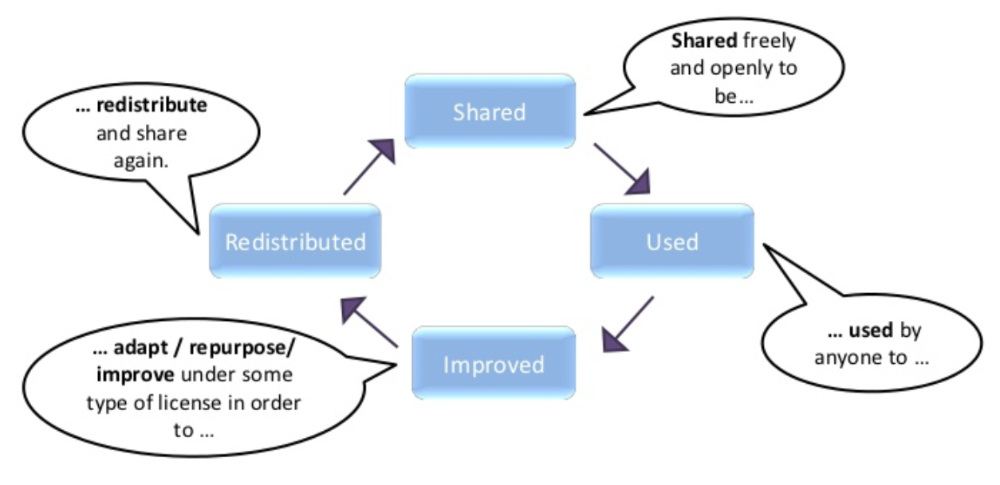 Shared
Shared freely
and openly to
be...
Used
... used by
anyone to ...
Improved
... adapt / repurpose/
improve under some
type of license in order
to ...
Redistributed
... redistribute
and share
again.